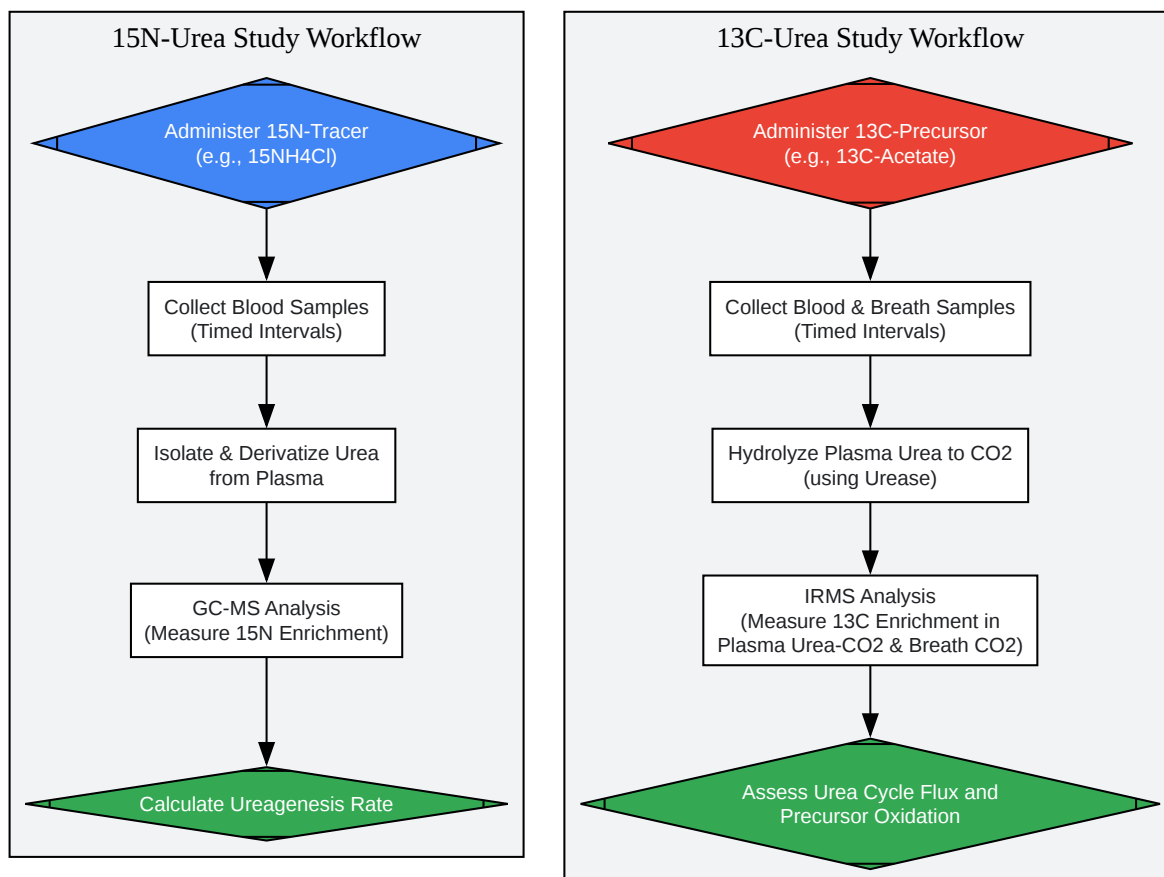 15N-Urea Study Workflow
Administer 15N-Tracer
(e.g., 15NH4Cl)
Collect Blood Samples
(Timed Intervals)
Isolate & Derivatize Urea
from Plasma
GC-MS Analysis
(Measure 15N Enrichment)
Calculate Ureagenesis Rate
13C-Urea Study Workflow
Administer 13C-Precursor
(e.g., 13C-Acetate)
Collect Blood & Breath Samples
(Timed Intervals)
Hydrolyze Plasma Urea to CO2
(using Urease)
IRMS Analysis
(Measure 13C Enrichment in
Plasma Urea-CO2 & Breath CO2)
Assess Urea Cycle Flux and
Precursor Oxidation